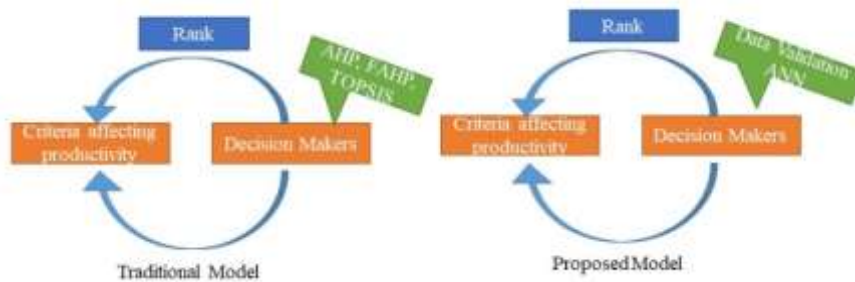 Rank
AHP, FAHP,
TOPSIS
Criteria affecting
productivity
Decision Makers
Traditional Model
Rank
Data Validation
ANN
Criteria affecting
productivity
Decision Makers
Proposed Model